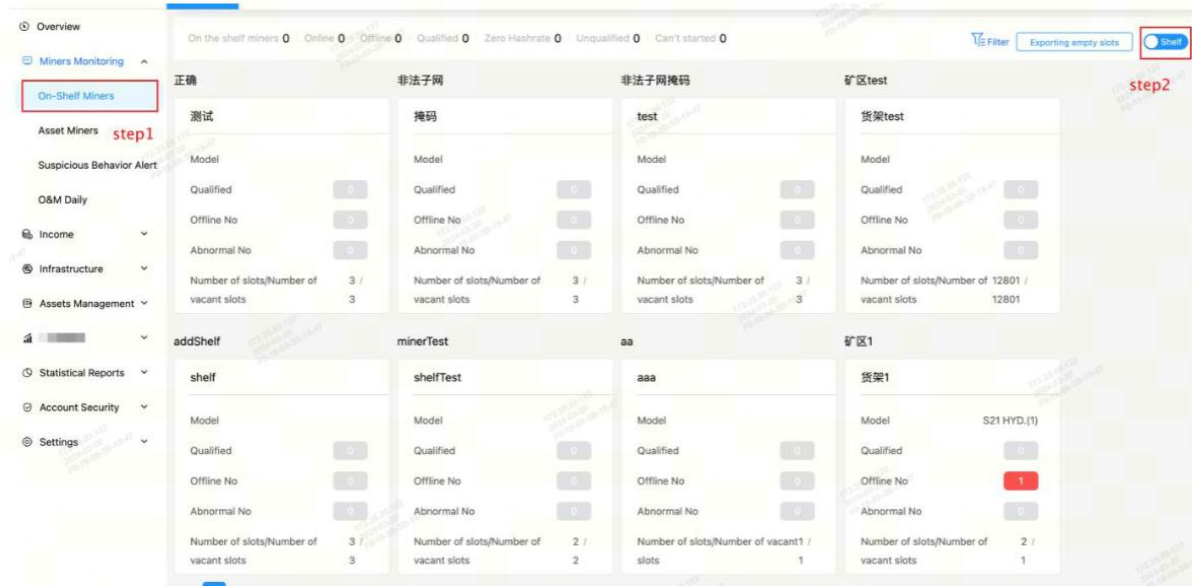 Overview
Miners Monitoring
On-Shelf Miners
Asset Miners
step1
Suspicious Behavior Alert
O&M Daily
Income
Infrastructure
Assets Management
Statistical Reports
Account Security
Settings
On the shelf miners 0 Online 0 Offline 0 Qualified 0 Zero Hashrate 0 Unqualified 0 Can't started 0
Filter Exporting empty slots Shelf
step2
正确 非法子网 非法子网掩码 矿区test
测试 掩码 test 货架test
Model Model Model Model
Qualified 0 Qualified 0 Qualified 0 Qualified 0
Offline No 0 Offline No 0 Offline No 0 Offline No 0
Abnormal No 0 Abnormal No 0 Abnormal No 0 Abnormal No 0
Number of slots/Number of 3 / Number of slots/Number of 3 / Number of slots/Number of 3 / Number of slots/Number of 12801 /
vacant slots 3 vacant slots 3 vacant slots 3 vacant slots 12801
addShelf minerTest aa 矿区1
shelf shelfTest aaa 货架1
Model Model Model Model S21 HYD.(1)
Qualified 0 Qualified 0 Qualified 0 Qualified 0
Offline No 0 Offline No 0 Offline No 0 Offline No 1
Abnormal No 0 Abnormal No 0 Abnormal No 0 Abnormal No 0
Number of slots/Number of 3 / Number of slots/Number of 2 / Number of slots/Number of vacant1 / Number of slots/Number of 2 /
vacant slots 3 vacant slots 2 slots 1 vacant slots 1